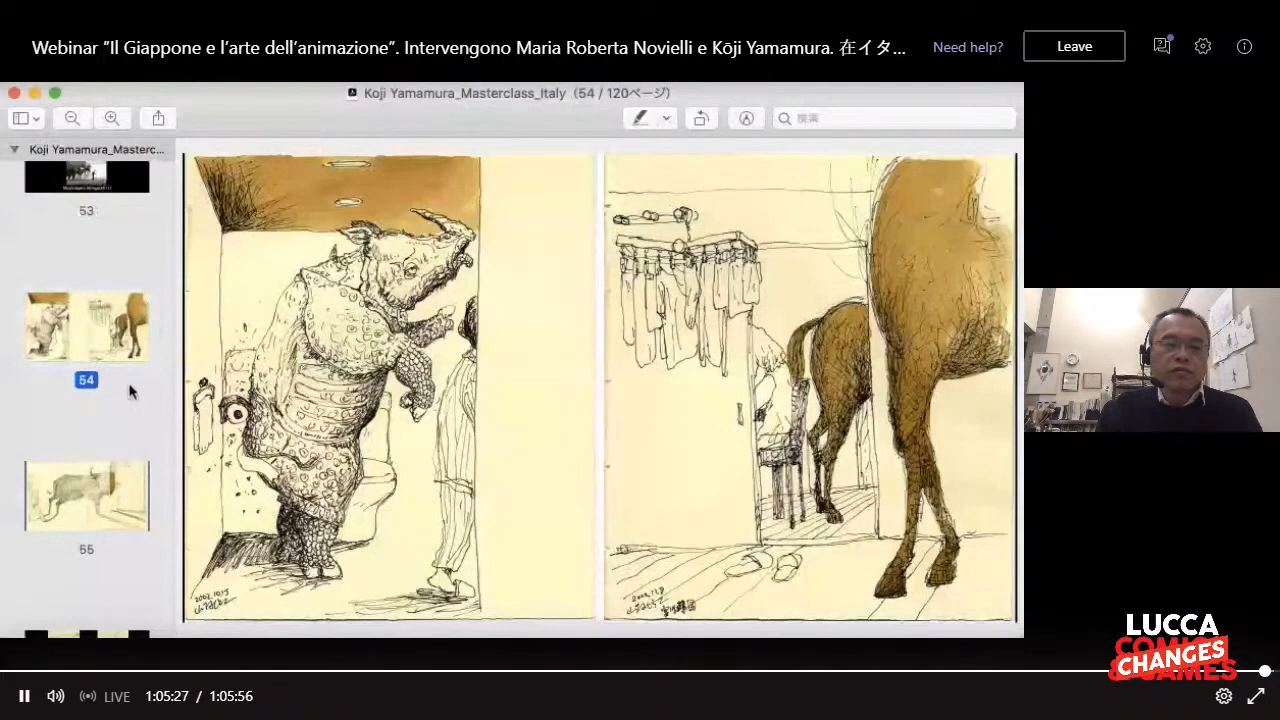 Webinar ”Il Giappone e l’arte dell’animazione”. Intervengono Maria Roberta Novielli e Kōji Yamamura. 在イタ...
Need help?
Leave
Koji Yamamura_Masterclass_Italy（54 / 120ページ）
検索
Koji Yamamura_Masterc...
53
54
55
LUCCA
COMICS
CHANGES
& GAMES
LIVE
1:05:27 / 1:05:56